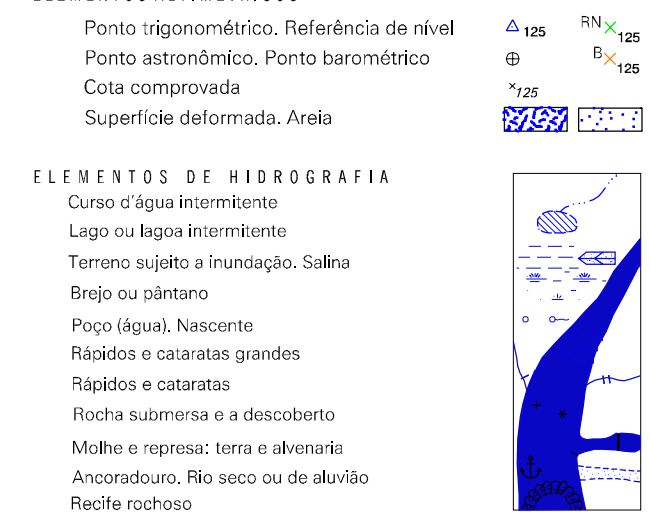 Ponto trigonométrico. Referência de nível 125 RN 125
Ponto astronômico. Ponto barométrico B 125
Cota comprovada 125
Superfície deformada. Areia
ELEMENTOS DE HIDROGRAFIA
Curso d'água intermitente
Lago ou lagoa intermitente
Terreno sujeito a inundação. Salina
Brejo ou pântano
Poço (água). Nascente
Rápidos e cataratas grandes
Rápidos e cataratas
Rocha submersa e a descoberto
Molhe e represa: terra e alvenaria
Ancoradouro. Rio seco ou de aluvião
Recife rochoso